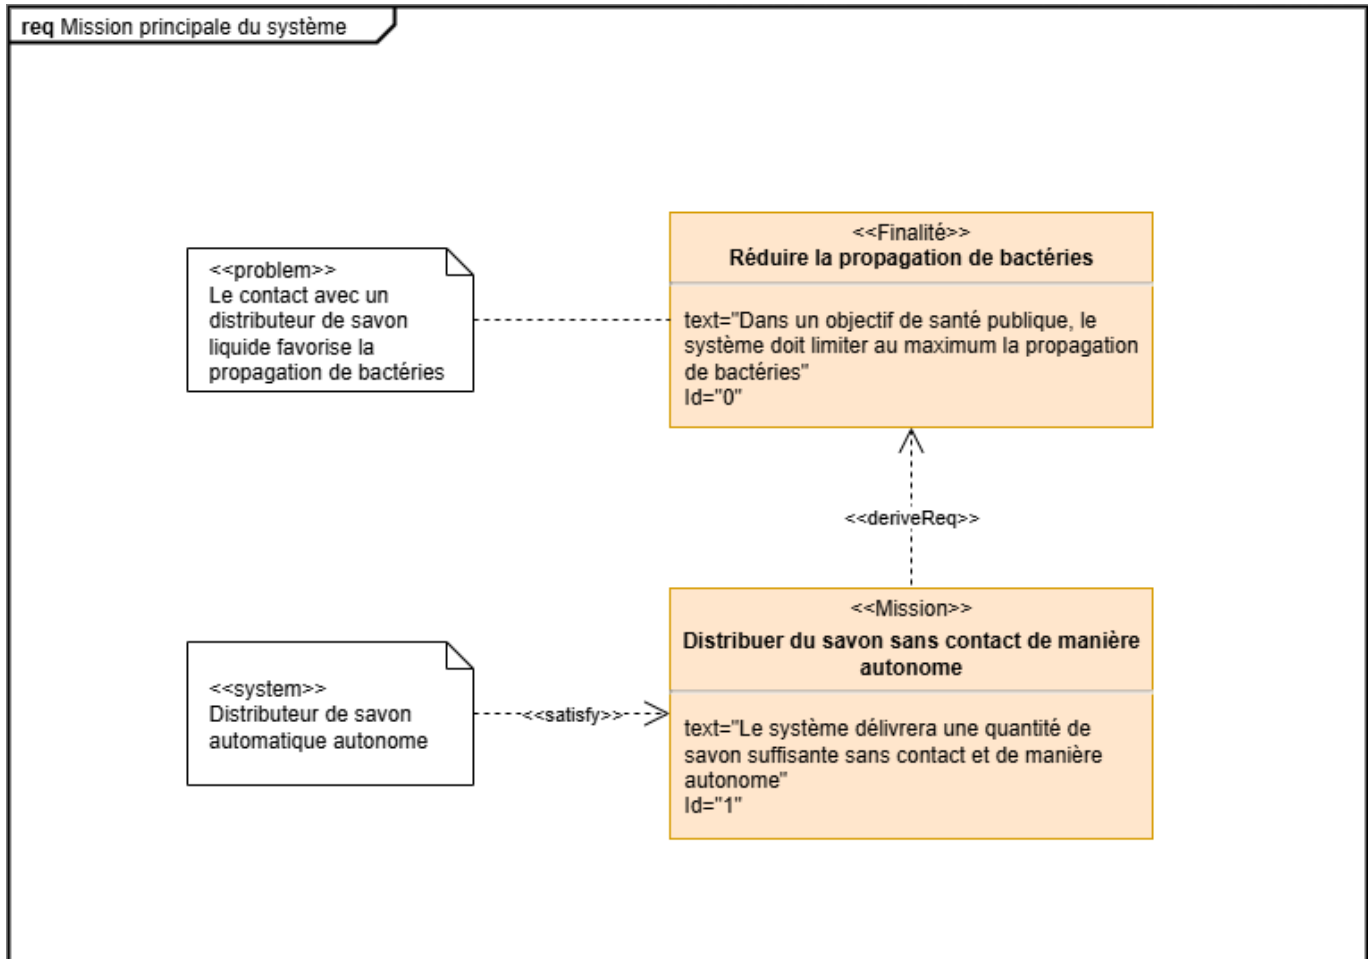 req Mission principale du système
<<Finalité>>
Réduire la propagation de bactéries
<<problem>>
Le contact avec un
distributeur de savon
liquide favorise la
propagation de bactéries
text="Dans un objectif de santé publique, le
système doit limiter au maximum la propagation
de bactéries"
Id="0"
<<deriveReq>>
<<Mission>>
Distribuer du savon sans contact de manière
autonome
<<system>>
Distributeur de savon
automatique autonome
<<satisfy>>
text="Le système délivrera une quantité de
savon suffisante sans contact et de manière
autonome"
Id="1"